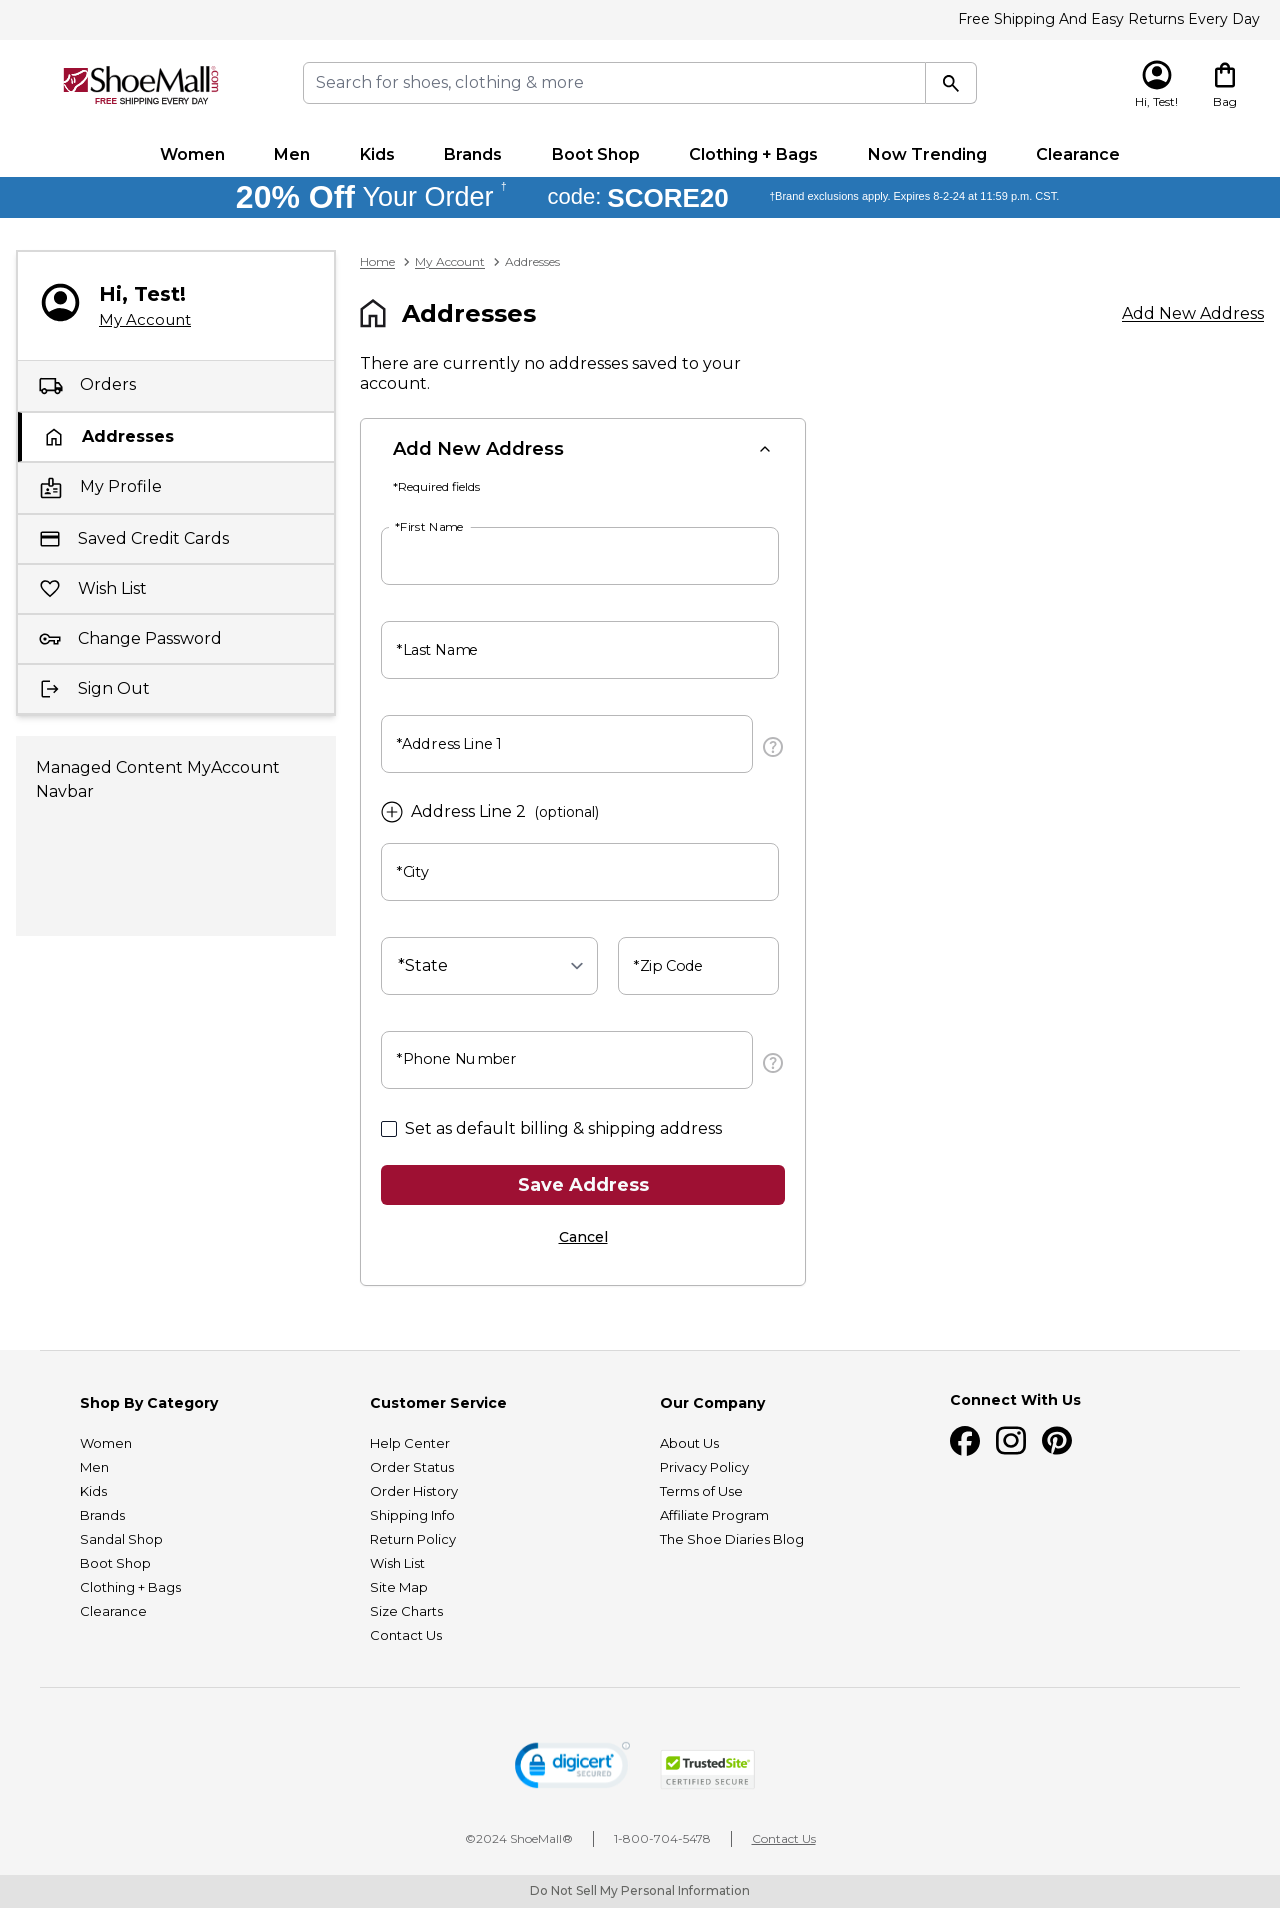 Free Shipping And Easy Returns Every Day
ShoeMall®.com
FREE SHIPPING EVERY DAY
Search for shoes, clothing & more
Hi, Test!
Bag
Women Men Kids Brands Boot Shop Clothing + Bags Now Trending Clearance
20% Off Your Order † code: SCORE20 †Brand exclusions apply. Expires 8-2-24 at 11:59 p.m. CST.
Hi, Test!
My Account
Orders
Addresses
My Profile
Saved Credit Cards
Wish List
Change Password
Sign Out
Managed Content MyAccount
Navbar
Home > My Account > Addresses
Addresses
Add New Address
There are currently no addresses saved to your
account.
Add New Address
*Required fields
*First Name
*Last Name
*Address Line 1
?
Address Line 2 (optional)
*City
*State
*Zip Code
*Phone Number
?
Set as default billing & shipping address
Save Address
Cancel
Shop By Category
Women
Men
Kids
Brands
Sandal Shop
Boot Shop
Clothing + Bags
Clearance
Customer Service
Help Center
Order Status
Order History
Shipping Info
Return Policy
Wish List
Site Map
Size Charts
Contact Us
Our Company
About Us
Privacy Policy
Terms of Use
Affiliate Program
The Shoe Diaries Blog
Connect With Us
digicert
SECURED
TrustedSite
CERTIFIED SECURE
©2024 ShoeMall®
1-800-704-5478
Contact Us
Do Not Sell My Personal Information